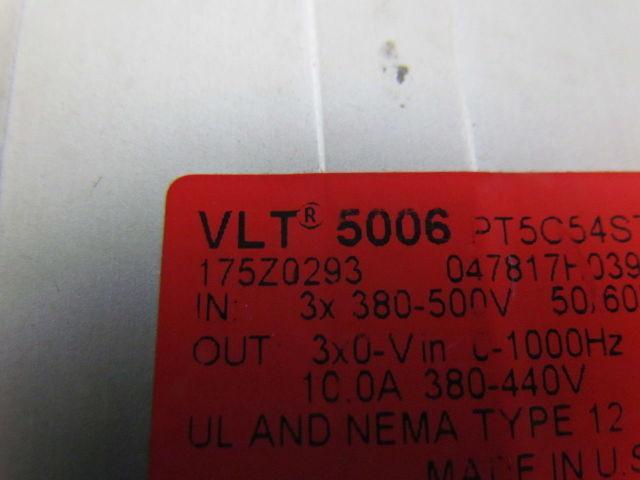 VLT® 5006 PT5C54ST
175Z0293 047817H039
IN: 3x 380-500V 50/60
OUT 3x0-Vin 0-1000Hz
10.0A 380-440V
UL AND NEMA TYPE 12
MADE IN U.S